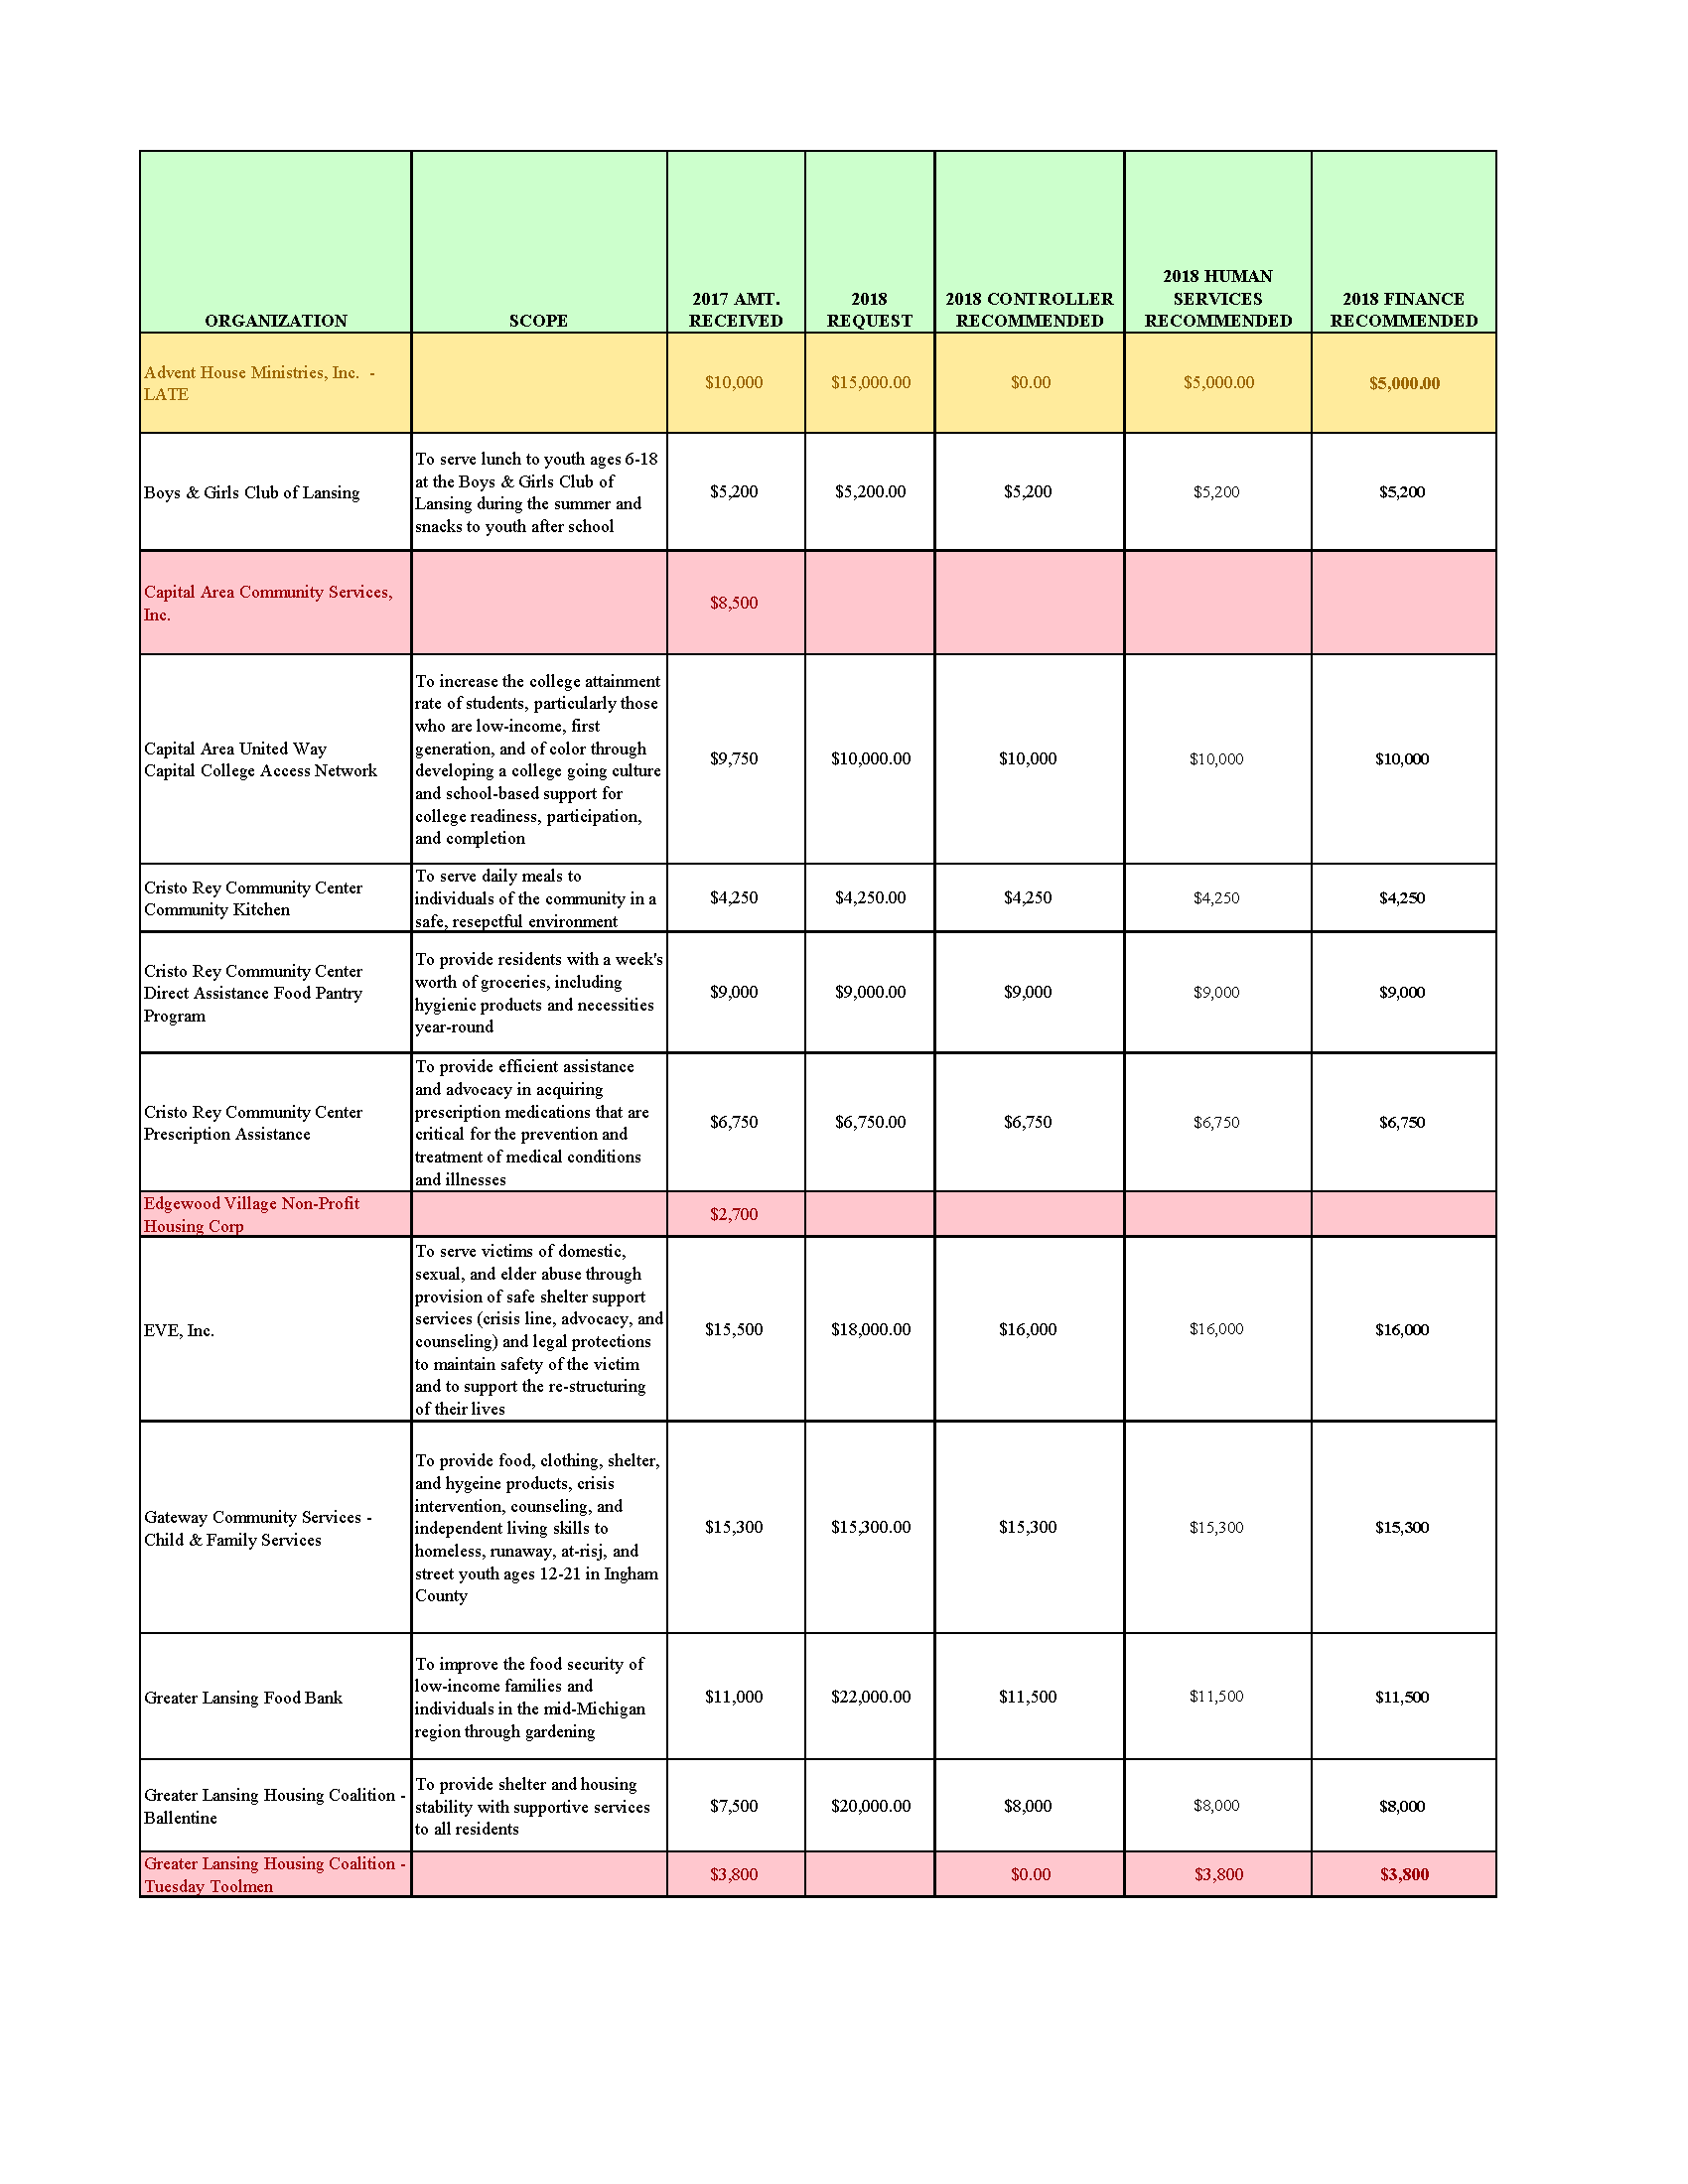 ORGANIZATION
SCOPE
2017 AMT.
RECEIVED
2018
REQUEST
2018 CONTROLLER
RECOMMENDED
2018 HUMAN
SERVICES
RECOMMENDED
2018 FINANCE
RECOMMENDED
Advent House Ministries, Inc. -
LATE
$10,000
$15,000.00
$0.00
$5,000.00
$5,000.00
Boys & Girls Club of Lansing
To serve lunch to youth ages 6-18
at the Boys & Girls Club of
Lansing during the summer and
snacks to youth after school
$5,200
$5,200.00
$5,200
$5,200
$5,200
Capital Area Community Services,
Inc.
$8,500
Capital Area United Way
Capital College Access Network
To increase the college attainment
rate of students, particularly those
who are low-income, first
generation, and of color through
developing a college going culture
and school-based support for
college readiness, participation,
and completion
$9,750
$10,000.00
$10,000
$10,000
$10,000
Cristo Rey Community Center
Community Kitchen
To serve daily meals to
individuals of the community in a
safe, resepctful environment
$4,250
$4,250.00
$4,250
$4,250
$4,250
Cristo Rey Community Center
Direct Assistance Food Pantry
Program
To provide residents with a week's
worth of groceries, including
hygienic products and necessities
year-round
$9,000
$9,000.00
$9,000
$9,000
$9,000
Cristo Rey Community Center
Prescription Assistance
To provide efficient assistance
and advocacy in acquiring
prescription medications that are
critical for the prevention and
treatment of medical conditions
and illnesses
$6,750
$6,750.00
$6,750
$6,750
$6,750
Edgewood Village Non-Profit
Housing Corp
$2,700
EVE, Inc.
To serve victims of domestic,
sexual, and elder abuse through
provision of safe shelter support
services (crisis line, advocacy, and
counseling) and legal protections
to maintain safety of the victim
and to support the re-structuring
of their lives
$15,500
$18,000.00
$16,000
$16,000
$16,000
Gateway Community Services -
Child & Family Services
To provide food, clothing, shelter,
and hygeine products, crisis
intervention, counseling, and
independent living skills to
homeless, runaway, at-risj, and
street youth ages 12-21 in Ingham
County
$15,300
$15,300.00
$15,300
$15,300
$15,300
Greater Lansing Food Bank
To improve the food security of
low-income families and
individuals in the mid-Michigan
region through gardening
$11,000
$22,000.00
$11,500
$11,500
$11,500
Greater Lansing Housing Coalition -
Ballentine
To provide shelter and housing
stability with supportive services
to all residents
$7,500
$20,000.00
$8,000
$8,000
$8,000
Greater Lansing Housing Coalition -
Tuesday Toolmen
$3,800
$0.00
$3,800
$3,800